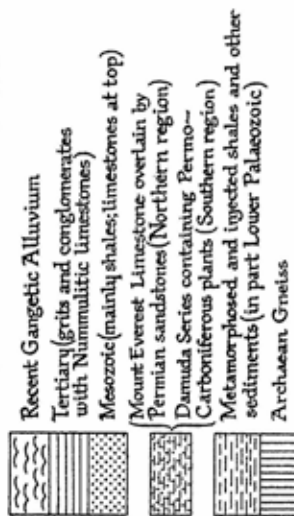 Recent Gangetic Alluvium
Tertiary (grits and conglomerates
with Nummulitic limestones)
Mesozoic (mainly shales; limestones at top)
Mount Everest Limestone overlain by
Permian sandstones (Northern region)
Damuda Series containing Permo-
Carboniferous plants (Southern region)
Metamorphosed and injected shales and other
sediments (in part Lower Palaeozoic)
Archaean Gneiss